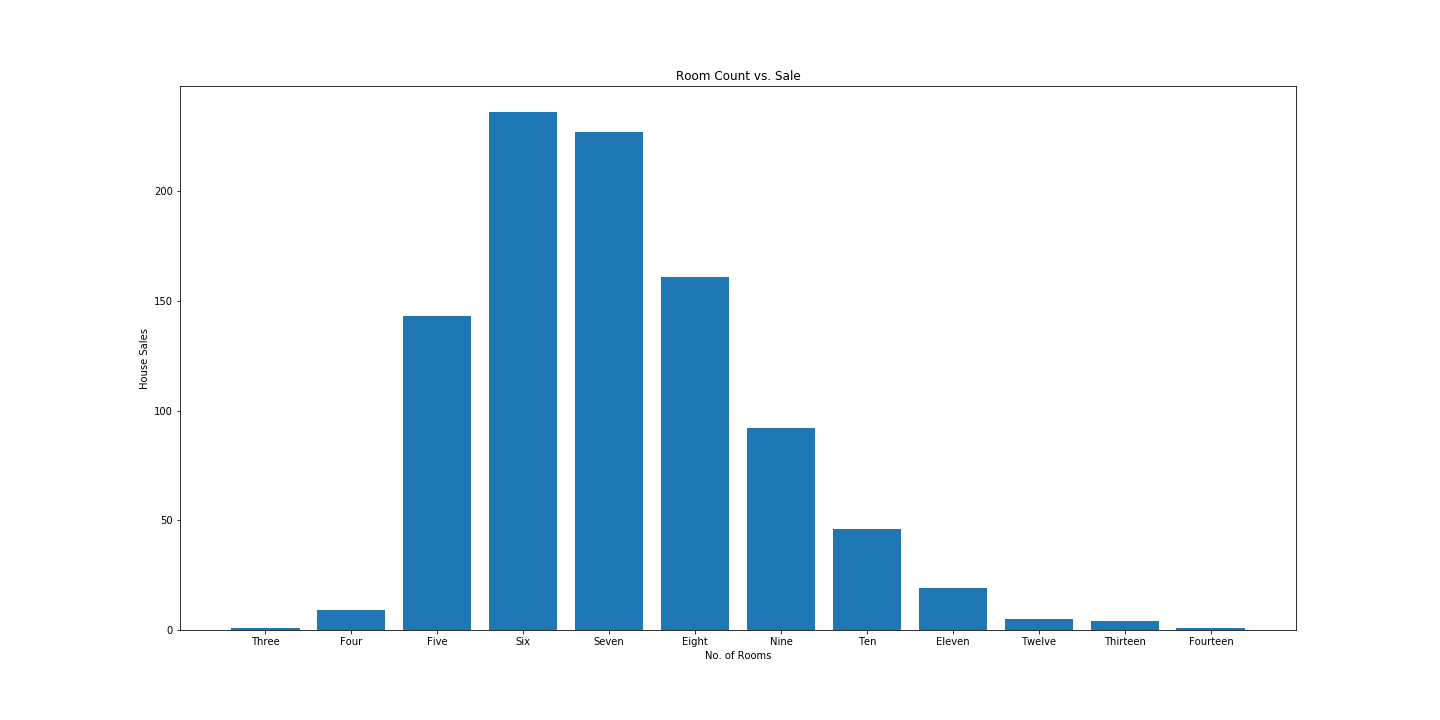 Room Count vs. Sale
House Sales
200
150
100
50
0
Three Four Five Six Seven Eight Nine Ten Eleven Twelve Thirteen Fourteen
No. of Rooms